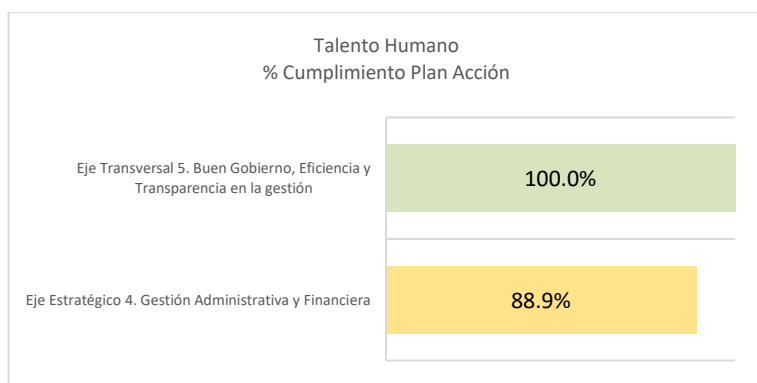 Talento Humano
% Cumplimiento Plan Acción
Eje Transversal 5. Buen Gobierno, Eficiencia y
Transparencia en la gestión
100.0%
Eje Estratégico 4. Gestión Administrativa y Financiera
88.9%